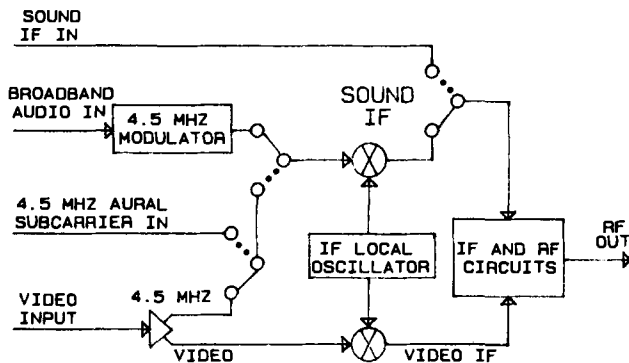 SOUND
IF IN
BROADBAND
AUDIO IN
4.5 MHZ
MODULATOR
SOUND
IF
4.5 MHZ AURAL
SUBCARRIER IN
IF LOCAL
OSCILLATOR
IF AND RF
CIRCUITS
RF
OUT
VIDEO
INPUT
4.5 MHZ
VIDEO
VIDEO IF